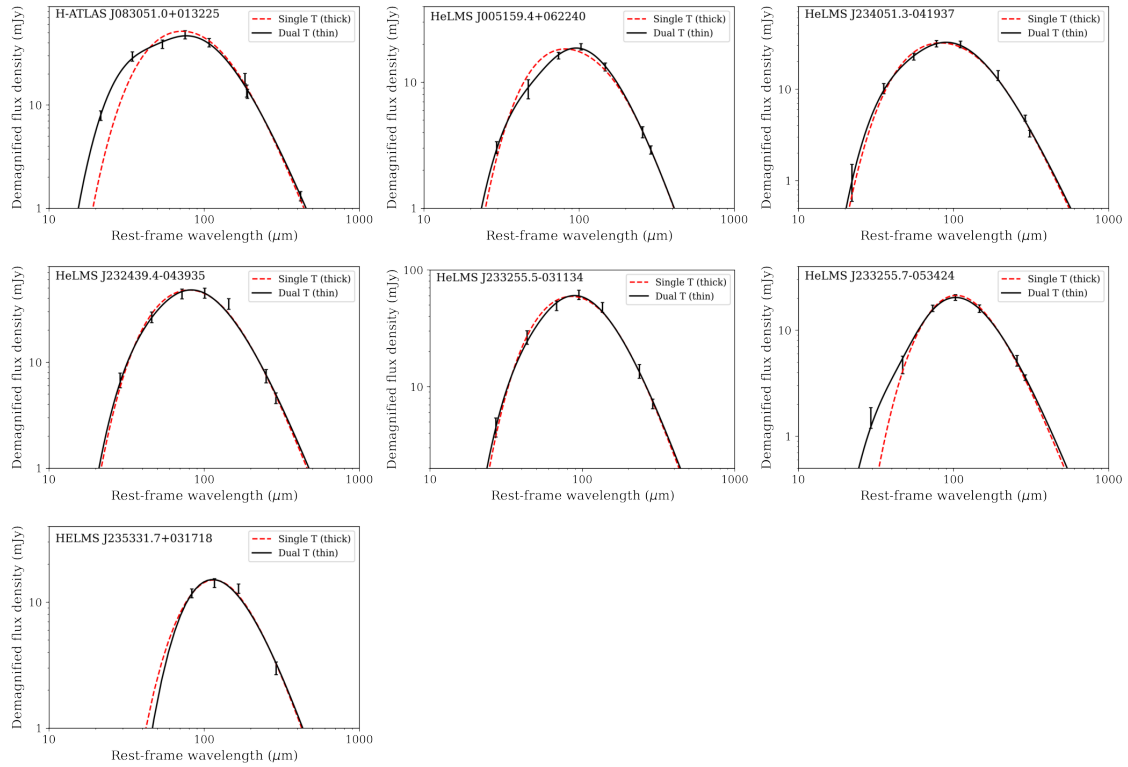 H-ATLAS J083051.0+013225
Single T (thick)
Dual T (thin)
10
1
10
100
1000
Demagnified flux density (mJy)
Rest-frame wavelength (μm)
HeLMS J005159.4+062240
Single T (thick)
Dual T (thin)
10
1
10
100
1000
Demagnified flux density (mJy)
Rest-frame wavelength (μm)
HeLMS J234051.3-041937
Single T (thick)
Dual T (thin)
10
1
10
100
1000
Demagnified flux density (mJy)
Rest-frame wavelength (μm)
HeLMS J232439.4-043935
Single T (thick)
Dual T (thin)
10
1
10
100
1000
Demagnified flux density (mJy)
Rest-frame wavelength (μm)
HeLMS J233255.5-031134
Single T (thick)
Dual T (thin)
100
10
10
100
1000
Demagnified flux density (mJy)
Rest-frame wavelength (μm)
HeLMS J233255.7-053424
Single T (thick)
Dual T (thin)
10
1
10
100
1000
Demagnified flux density (mJy)
Rest-frame wavelength (μm)
HELMS J235331.7+031718
Single T (thick)
Dual T (thin)
10
1
10
100
1000
Demagnified flux density (mJy)
Rest-frame wavelength (μm)